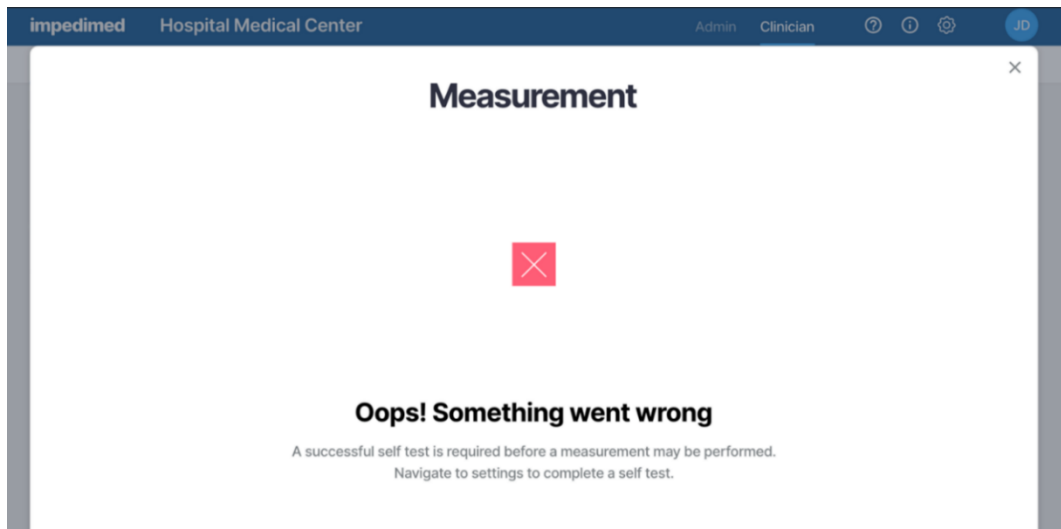 impedimed Hospital Medical Center Admin Clinician JD
Measurement
Oops! Something went wrong
A successful self test is required before a measurement may be performed.
Navigate to settings to complete a self test.